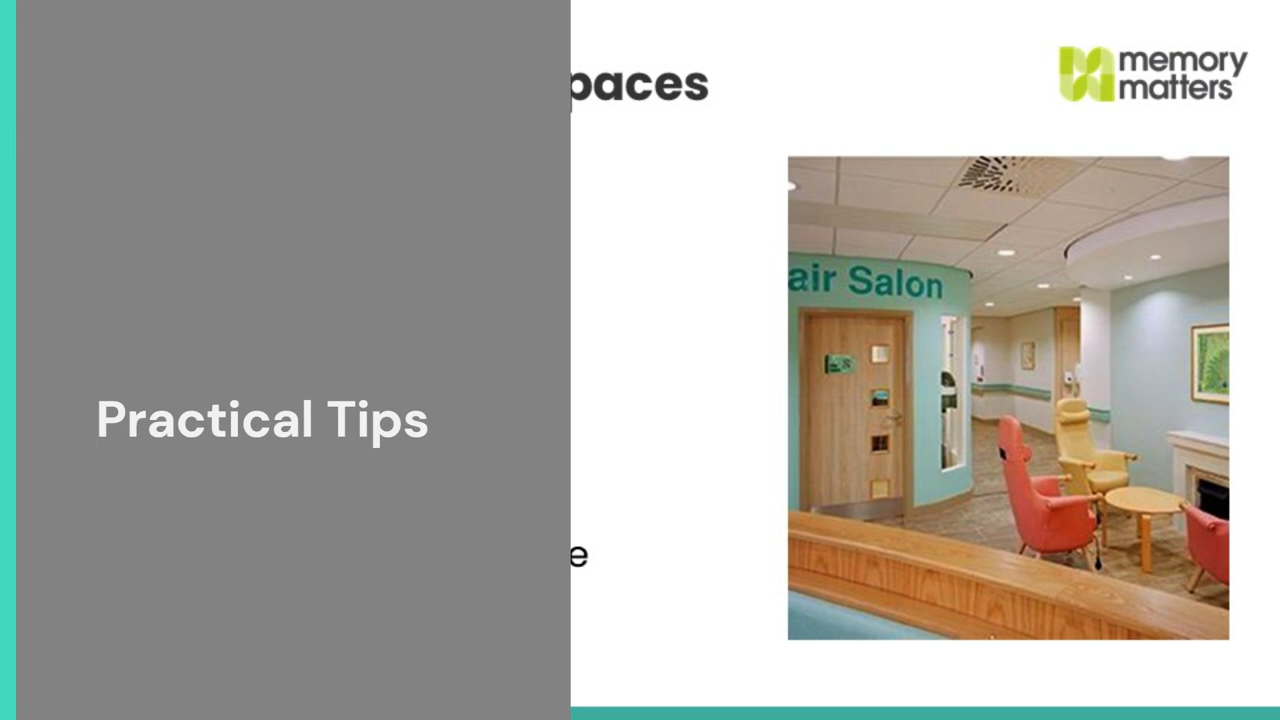 paces
memory
matters
air Salon
Practical Tips
e